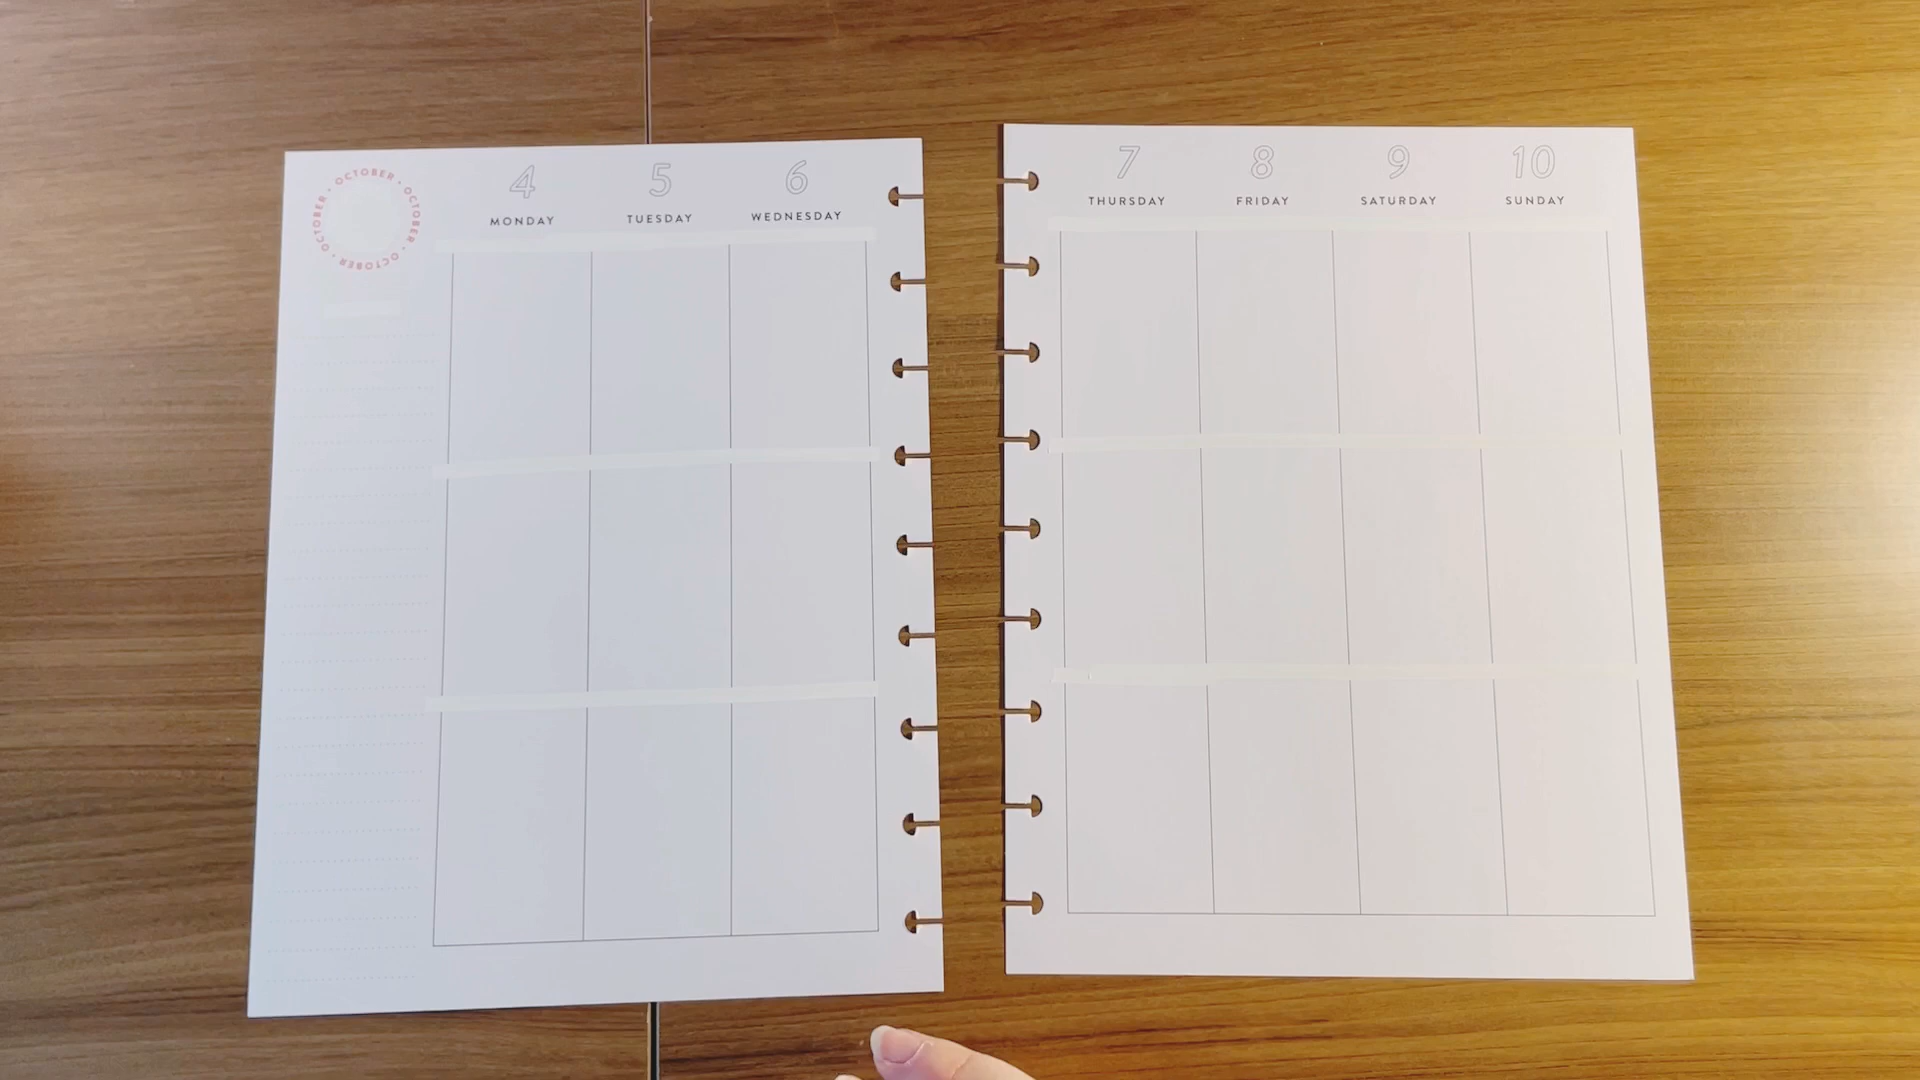 OCTOBER • OCTOBER • OCTOBER • OCTOBER •
4 5 6
MONDAY TUESDAY WEDNESDAY
7 8 9 10
THURSDAY FRIDAY SATURDAY SUNDAY